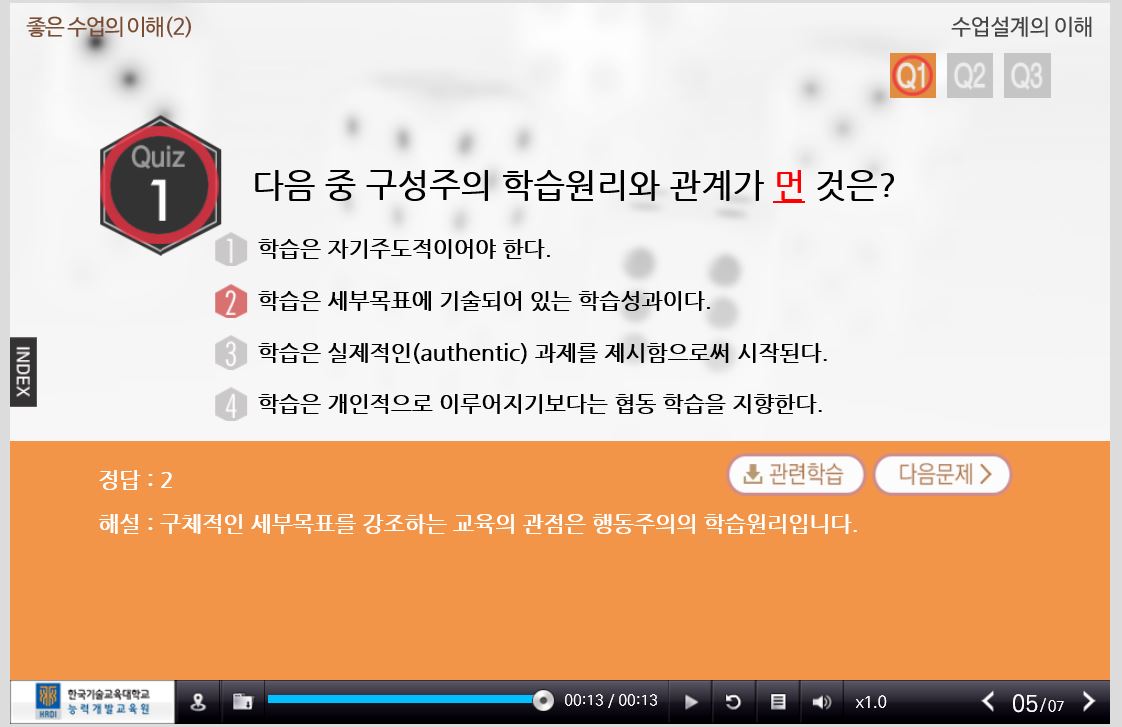 좋은 수업의 이해(2)
수업설계의 이해
Q1 Q2 Q3
Quiz
1
다음 중 구성주의 학습원리와 관계가 먼 것은?
1 학습은 자기주도적이어야 한다.
2 학습은 세부목표에 기술되어 있는 학습성과이다.
3 학습은 실제적인(authentic) 과제를 제시함으로써 시작된다.
4 학습은 개인적으로 이루어지기보다는 협동 학습을 지향한다.
INDEX
정답 : 2
관련학습
다음문제
해설 : 구체적인 세부목표를 강조하는 교육의 관점은 행동주의의 학습원리입니다.
HRDI
한국기술교육대학교
능력개발교육원
00:13 / 00:13
x1.0
05/07